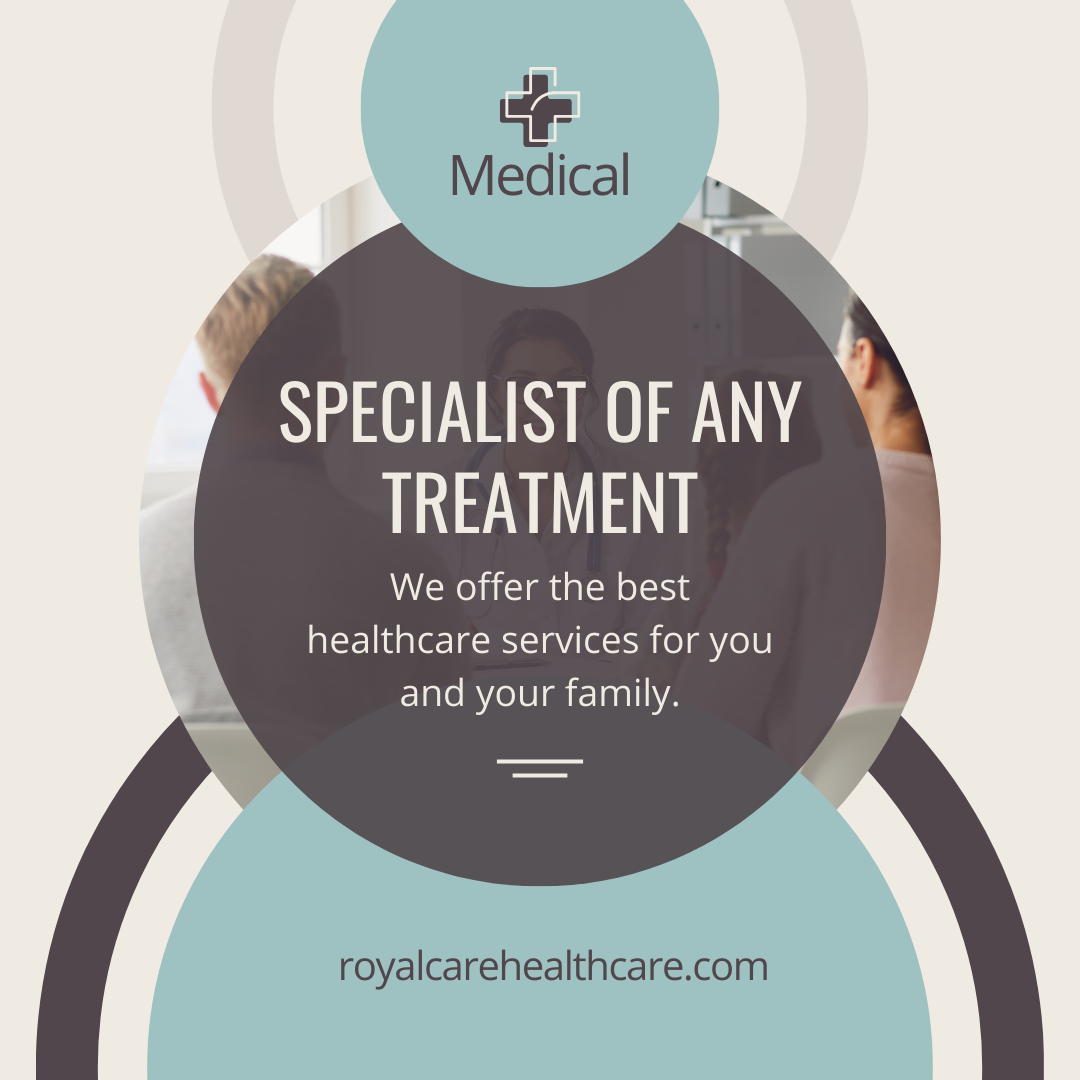 Medical
SPECIALIST OF ANY
TREATMENT
We offer the best
healthcare services for you
and your family.
royalcarehealthcare.com